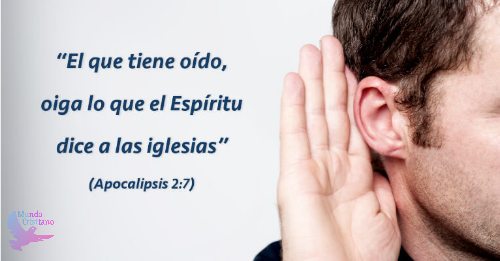 “El que tiene oído,
oiga lo que el Espíritu
dice a las iglesias”
(Apocalipsis 2:7)
Mundo
Cristiano